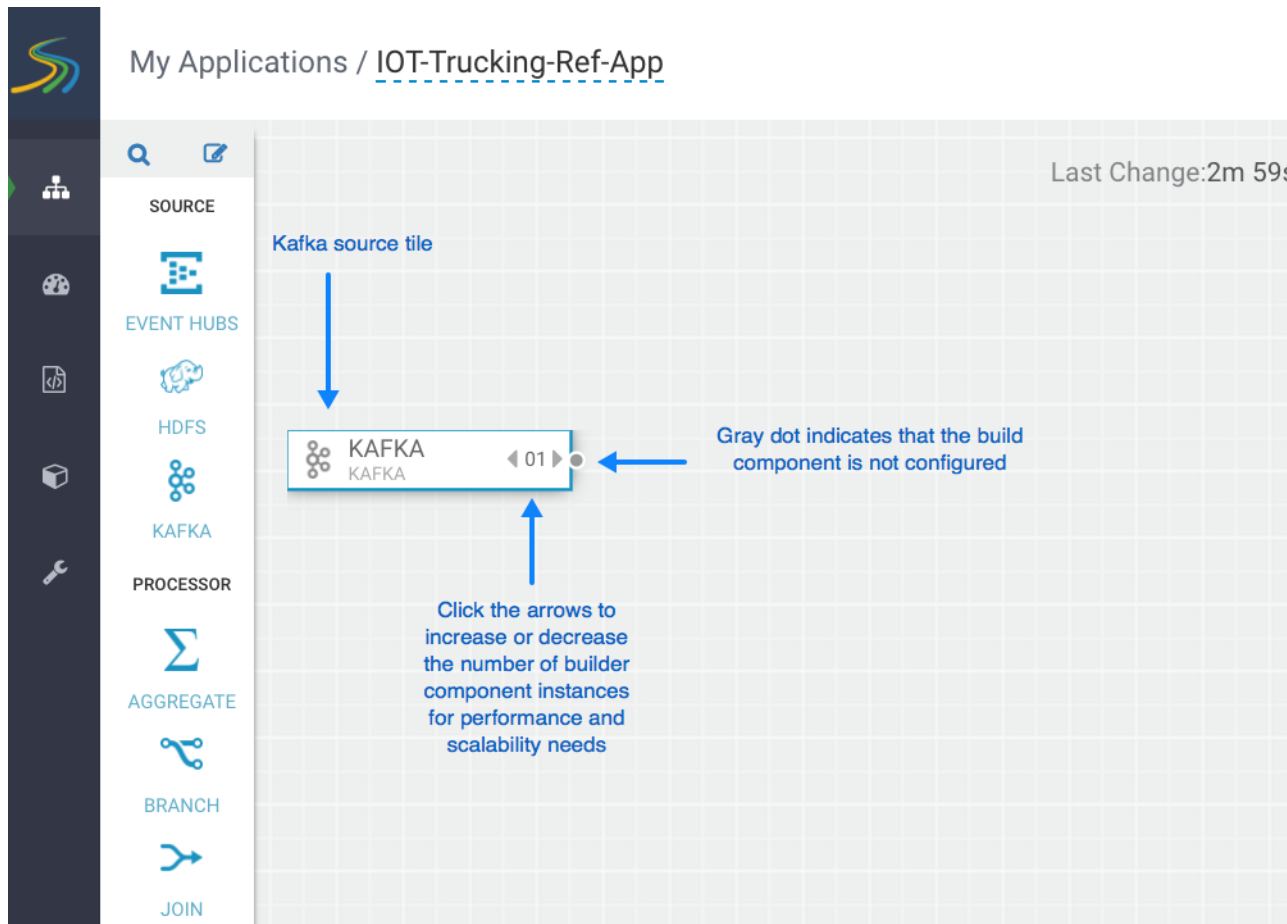 My Applications / IOT-Trucking-Ref-App
Last Change:2m 59s
SOURCE
EVENT HUBS
HDFS
KAFKA
PROCESSOR
AGGREGATE
BRANCH
JOIN
Kafka source tile
KAFKA
KAFKA
01
Gray dot indicates that the build
component is not configured
Click the arrows to
increase or decrease
the number of builder
component instances
for performance and
scalability needs